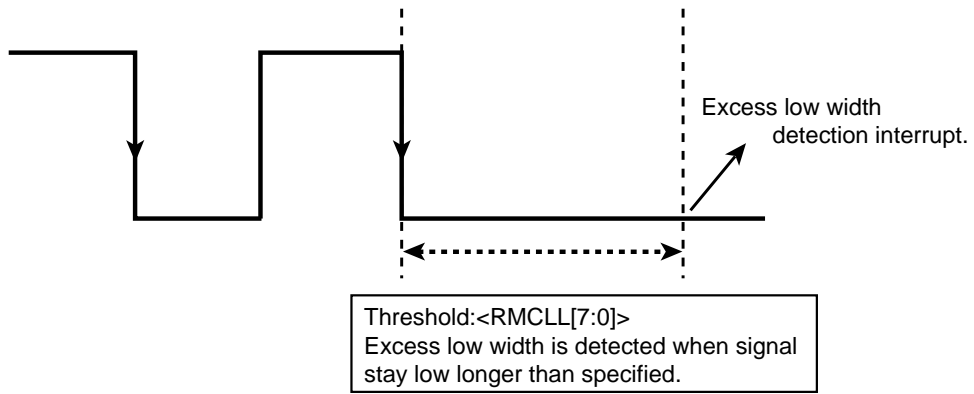 Excess low width
detection interrupt.
Threshold:<RMCLL[7:0]>
Excess low width is detected when signal
stay low longer than specified.